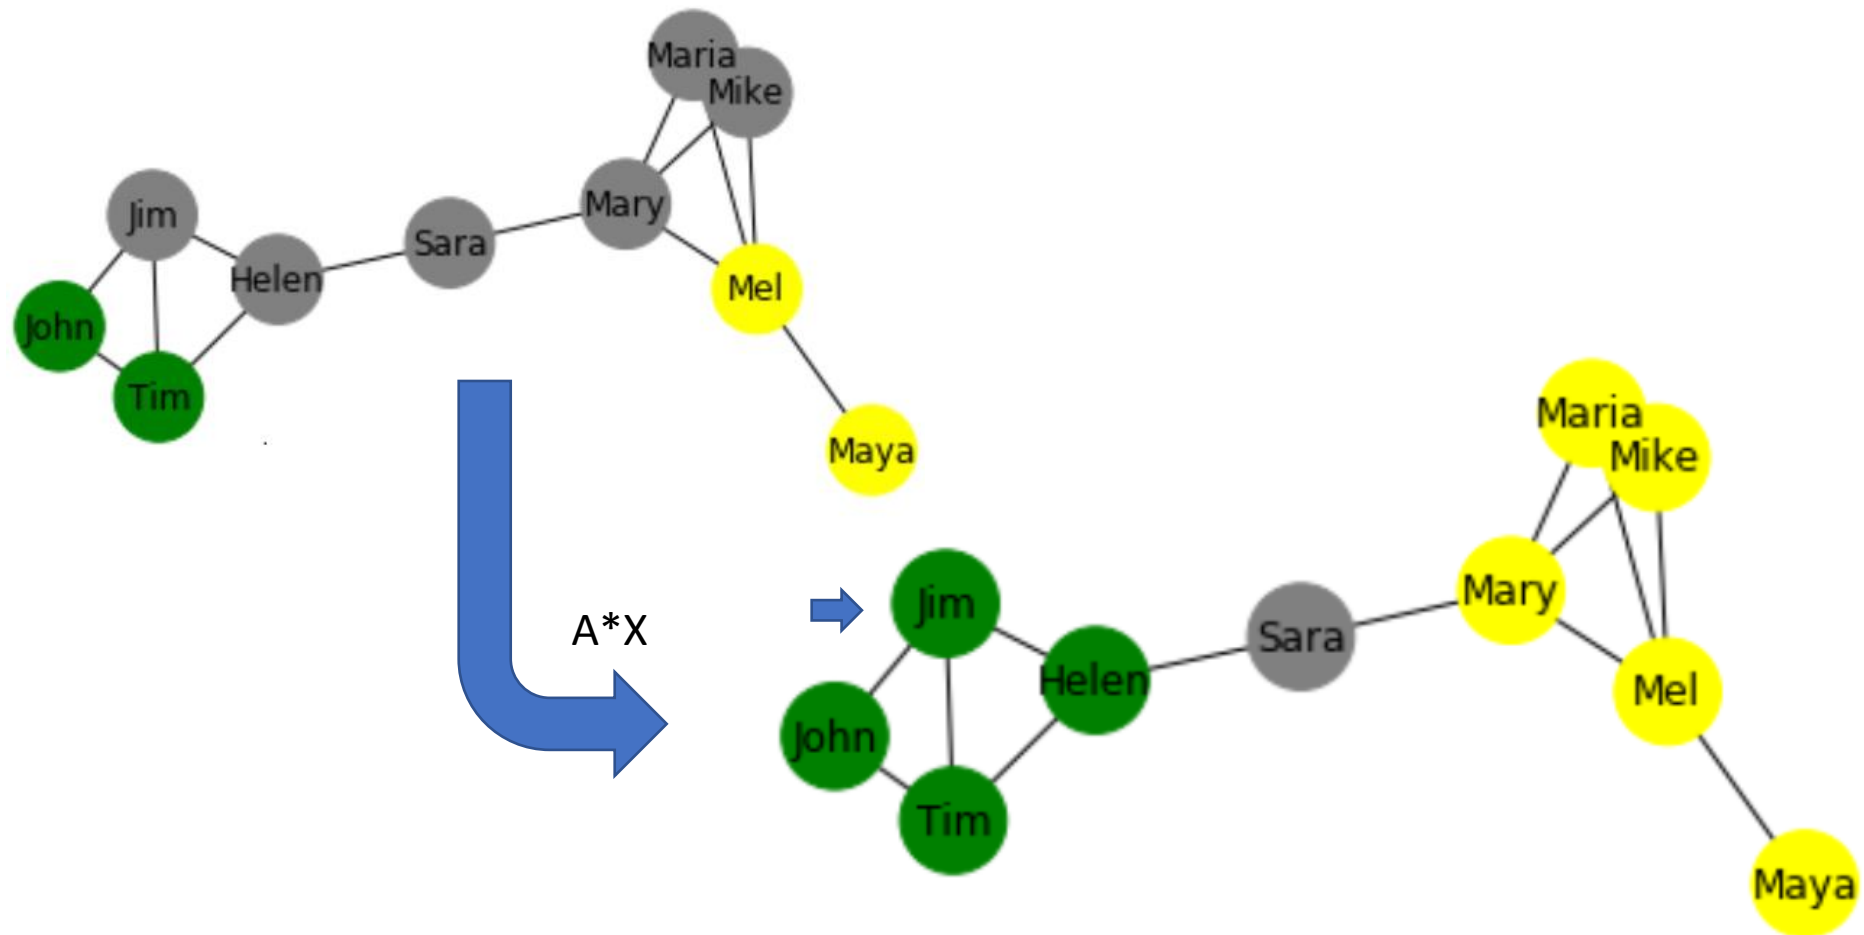 Maria
Mike
Jim
Mary
Helen
Sara
John
Mel
Tim
Maya
A*X
Maria
Mike
Jim
Mary
Sara
Helen
Mel
John
Tim
Maya